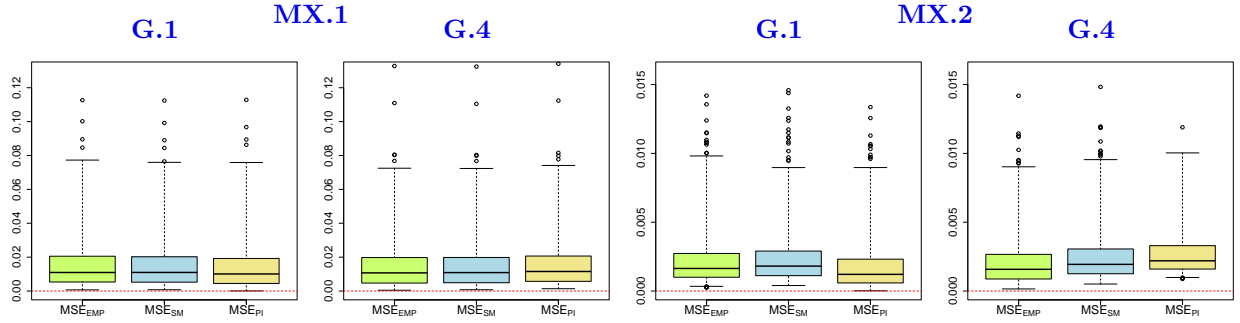 MX.1
MX.2
G.1
G.4
G.1
G.4
0.00 0.02 0.04 0.06 0.08 0.10 0.12
MSE_EMP MSE_SM MSE_PI
0.00 0.02 0.04 0.06 0.08 0.10 0.12
MSE_EMP MSE_SM MSE_PI
0.000 0.005 0.010 0.015
MSE_EMP MSE_SM MSE_PI
0.000 0.005 0.010 0.015
MSE_EMP MSE_SM MSE_PI